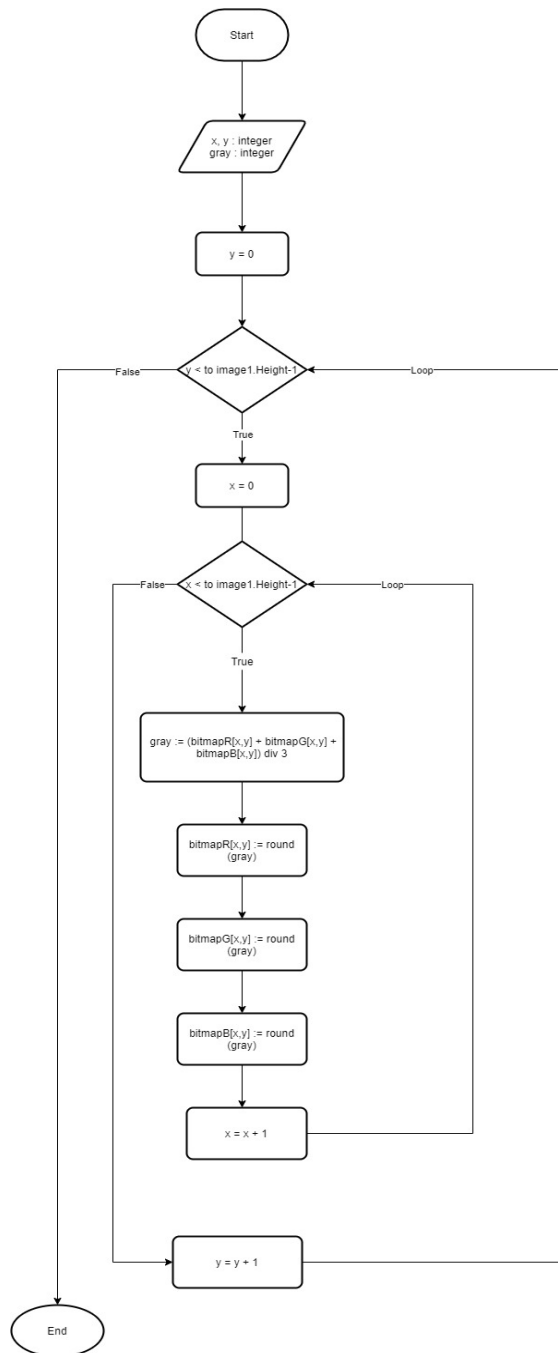 Start
x, y : integer
gray : integer
y = 0
y < to image1.Height-1
False
Loop
True
x = 0
x < to image1.Height-1
False
Loop
True
gray := (bitmapR[x,y] + bitmapG[x,y] +
bitmapB[x,y]) div 3
bitmapR[x,y] := round
(gray)
bitmapG[x,y] := round
(gray)
bitmapB[x,y] := round
(gray)
x = x + 1
y = y + 1
End